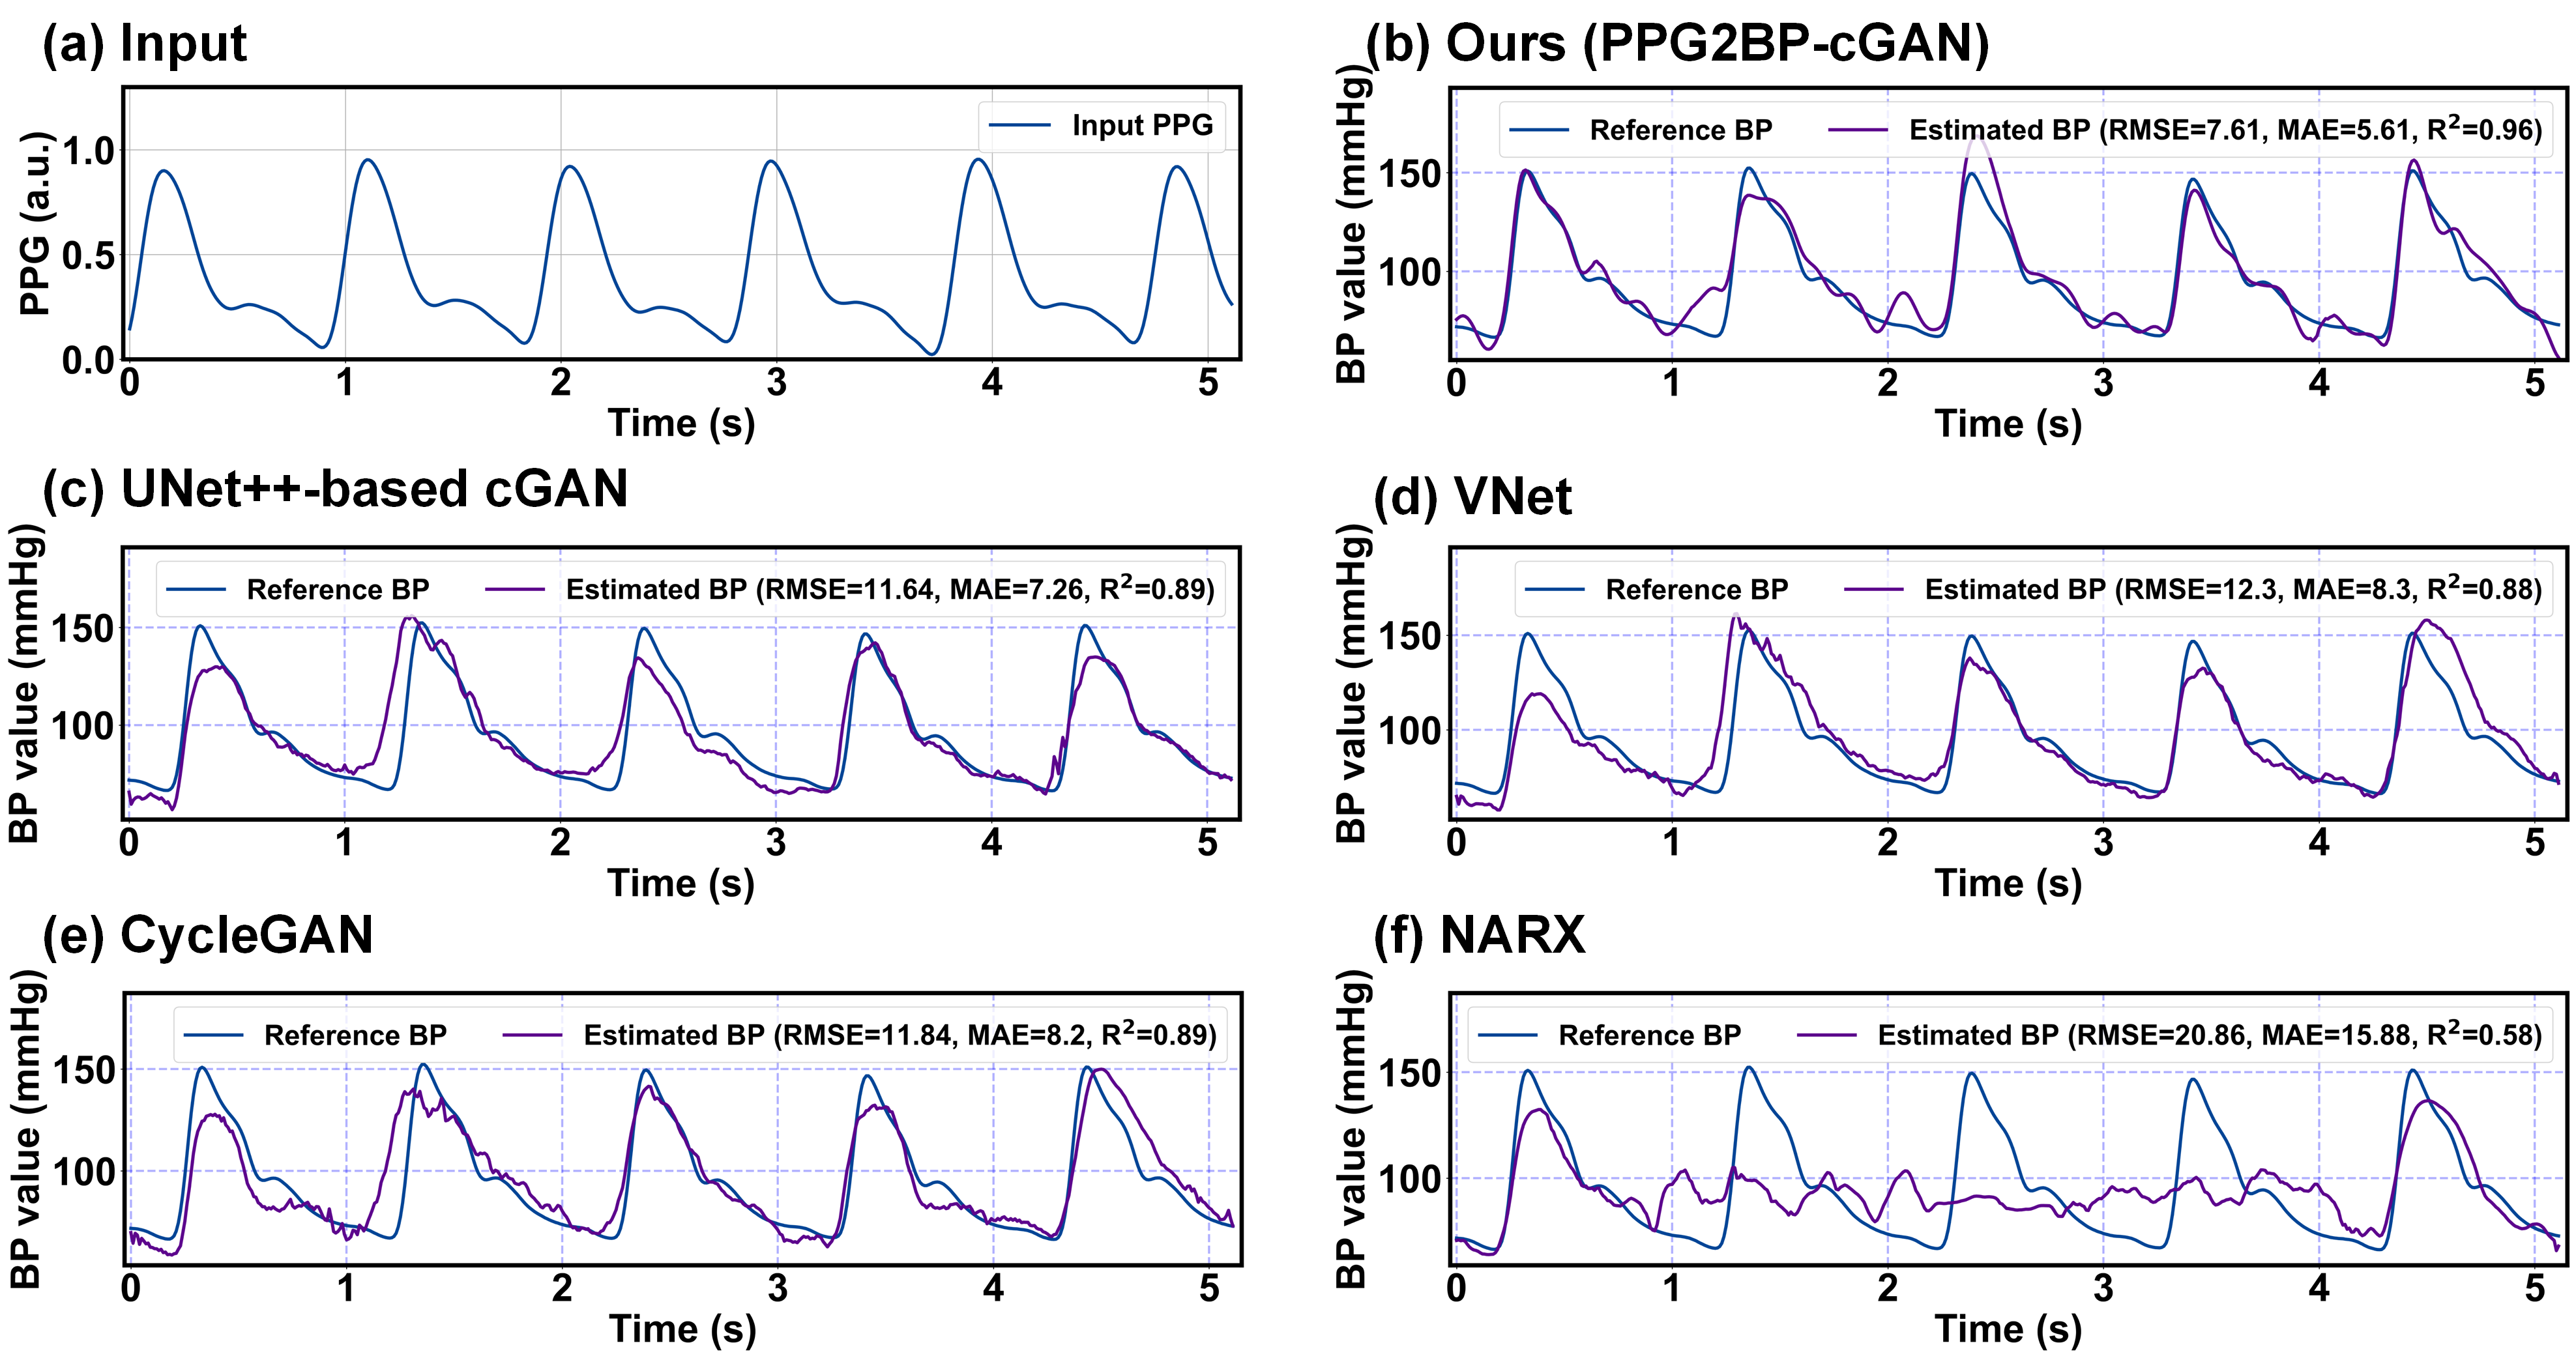 (a) Input
PPG (a.u.)
1.0
0.5
0.0
Input PPG
0 1 2 3 4 5
Time (s)
(b) Ours (PPG2BP-cGAN)
BP value (mmHg)
150
100
Reference BP Estimated BP (RMSE=7.61, MAE=5.61, R²=0.96)
0 1 2 3 4 5
Time (s)
(c) UNet++-based cGAN
BP value (mmHg)
150
100
Reference BP Estimated BP (RMSE=11.64, MAE=7.26, R²=0.89)
0 1 2 3 4 5
Time (s)
(d) VNet
BP value (mmHg)
150
100
Reference BP Estimated BP (RMSE=12.3, MAE=8.3, R²=0.88)
0 1 2 3 4 5
Time (s)
(e) CycleGAN
BP value (mmHg)
150
100
Reference BP Estimated BP (RMSE=11.84, MAE=8.2, R²=0.89)
0 1 2 3 4 5
Time (s)
(f) NARX
BP value (mmHg)
150
100
Reference BP Estimated BP (RMSE=20.86, MAE=15.88, R²=0.58)
0 1 2 3 4 5
Time (s)